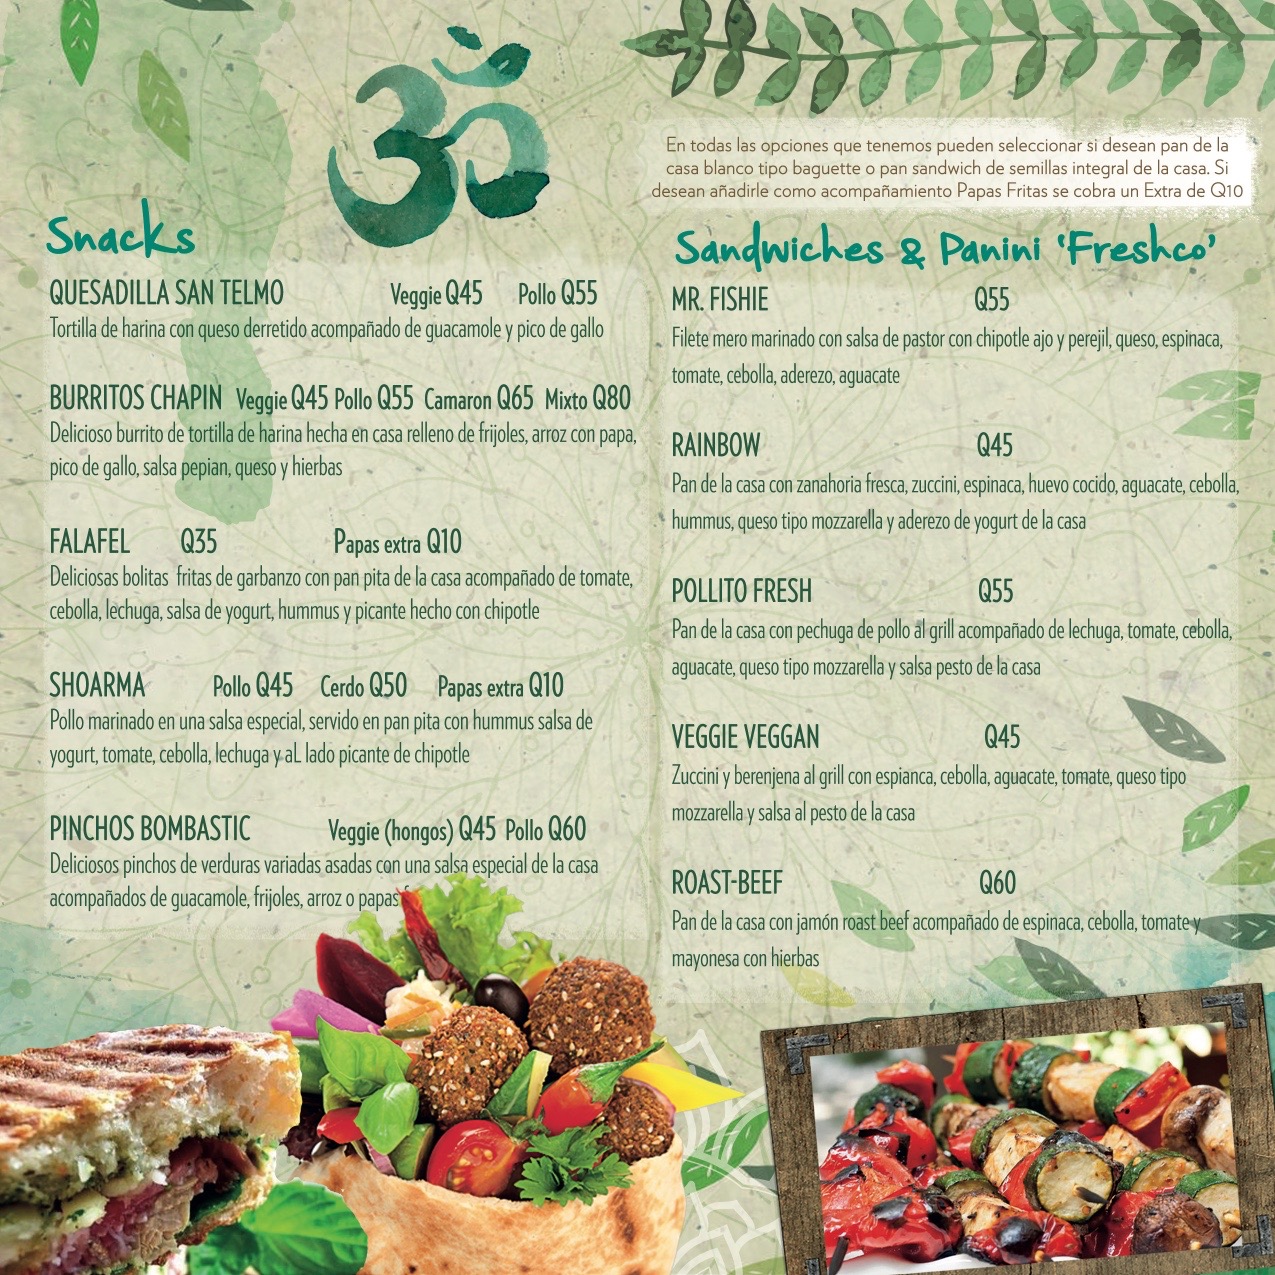 ॐ
Snacks
QUESADILLA SAN TELMO Veggie Q45 Pollo Q55
Tortilla de harina con queso derretido acompañado de guacamole y pico de gallo
BURRITOS CHAPIN Veggie Q45 Pollo Q55 Camaron Q65 Mixto Q80
Delicioso burrito de tortilla de harina hecha en casa relleno de frijoles, arroz con papa,
pico de gallo, salsa pepian, queso y hierbas
FALAFEL Q35 Papas extra Q10
Deliciosas bolitas fritas de garbanzo con pan pita de la casa acompañado de tomate,
cebolla, lechuga, salsa de yogurt, hummus y picante hecho con chipotle
SHOARMA Pollo Q45 Cerdo Q50 Papas extra Q10
Pollo marinado en una salsa especial, servido en pan pita con hummus salsa de
yogurt, tomate, cebolla, lechuga y aL lado picante de chipotle
PINCHOS BOMBASTIC Veggie (hongos) Q45 Pollo Q60
Deliciosos pinchos de verduras variadas asadas con una salsa especial de la casa
acompañados de guacamole, frijoles, arroz o papas
En todas las opciones que tenemos pueden seleccionar si desean pan de la
casa blanco tipo baguette o pan sandwich de semillas integral de la casa. Si
desean añadirle como acompañamiento Papas Fritas se cobra un Extra de Q10
Sandwiches & Panini 'Freshco'
MR. FISHIE Q55
Filete mero marinado con salsa de pastor con chipotle ajo y perejil, queso, espinaca,
tomate, cebolla, aderezo, aguacate
RAINBOW Q45
Pan de la casa con zanahoria fresca, zuccini, espinaca, huevo cocido, aguacate, cebolla,
hummus, queso tipo mozzarella y aderezo de yogurt de la casa
POLLITO FRESH Q55
Pan de la casa con pechuga de pollo al grill acompañado de lechuga, tomate, cebolla,
aguacate, queso tipo mozzarella y salsa pesto de la casa
VEGGIE VEGGAN Q45
Zuccini y berenjena al grill con espianca, cebolla, aguacate, tomate, queso tipo
mozzarella y salsa al pesto de la casa
ROAST-BEEF Q60
Pan de la casa con jamón roast beef acompañado de espinaca, cebolla, tomate y
mayonesa con hierbas